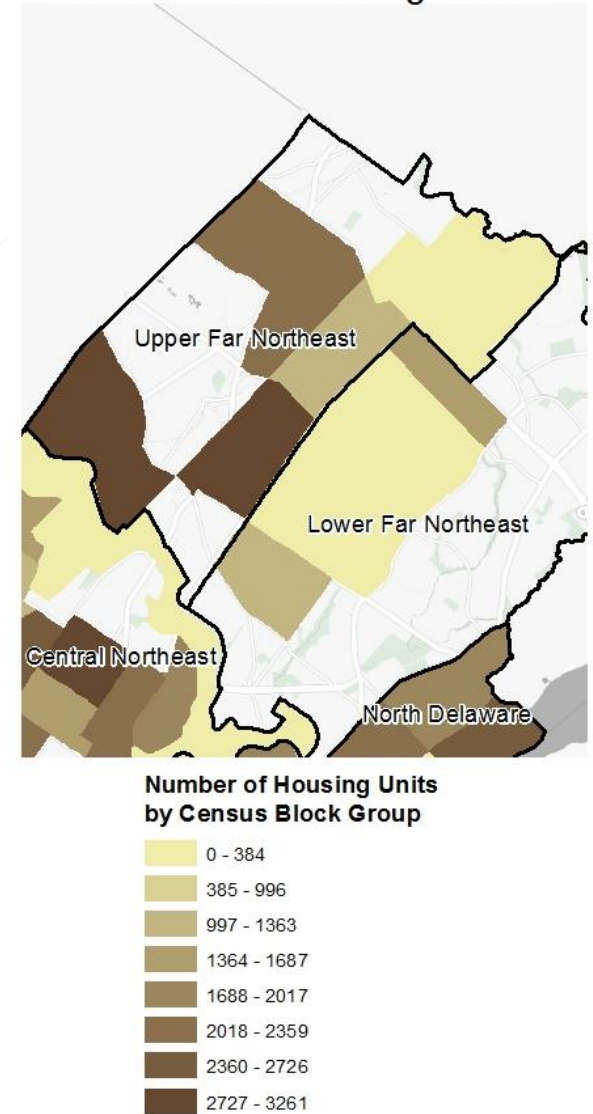 Upper Far Northeast
Lower Far Northeast
Central Northeast
North Delaware
Number of Housing Units
by Census Block Group
0 - 384
385 - 996
997 - 1363
1364 - 1687
1688 - 2017
2018 - 2359
2360 - 2726
2727 - 3261